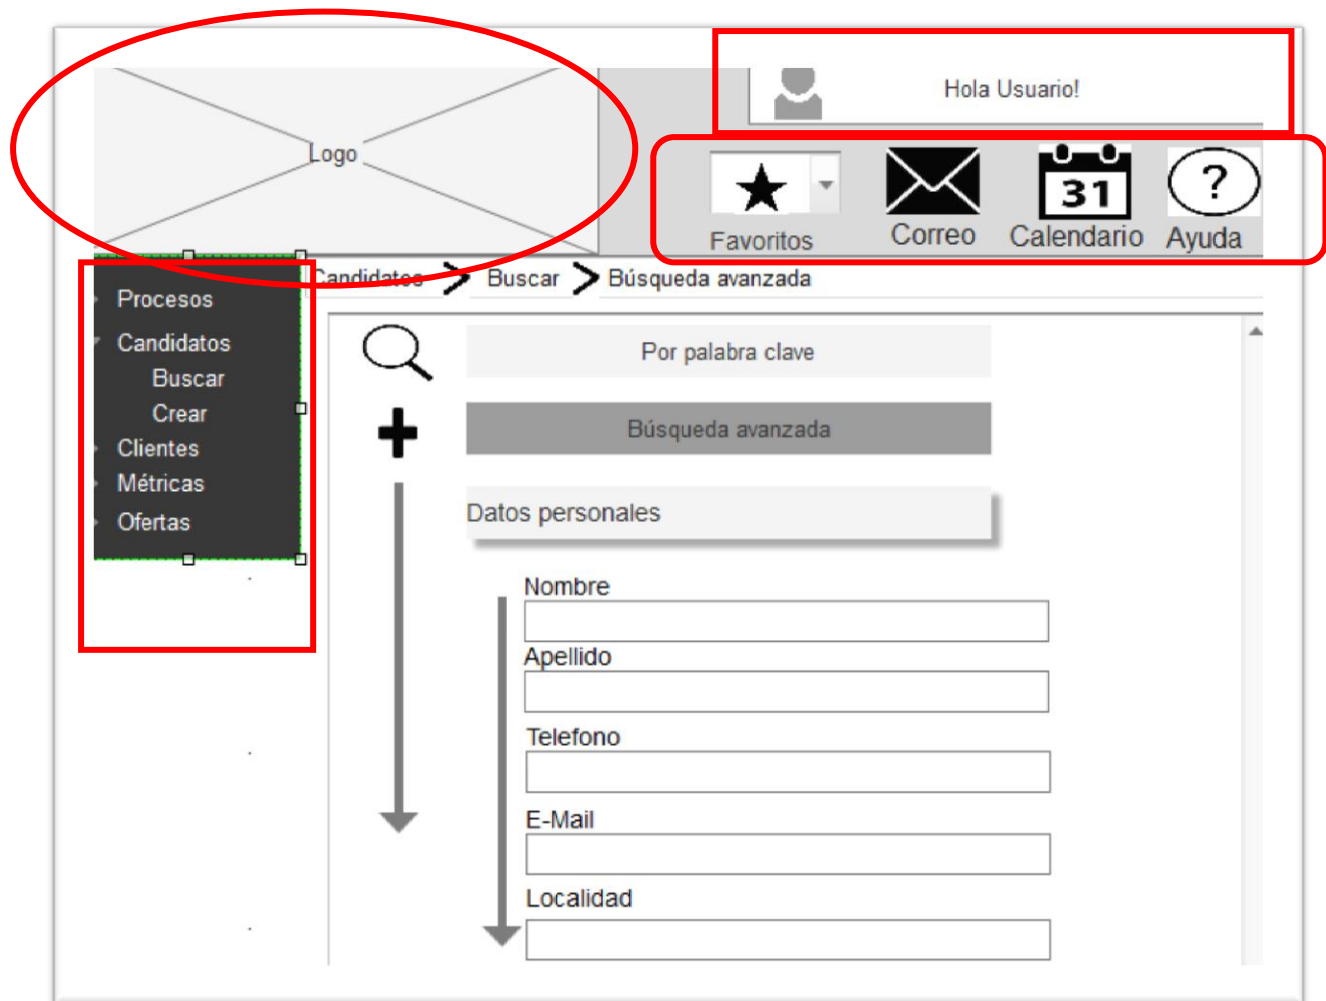 Hola Usuario!
Logo
31
?
Favoritos
Correo
Calendario
Ayuda
Candidatos
Buscar
Búsqueda avanzada
Procesos
Candidatos
Buscar
Crear
Clientes
Métricas
Ofertas
Por palabra clave
Búsqueda avanzada
Datos personales
Nombre
Apellido
Telefono
E-Mail
Localidad